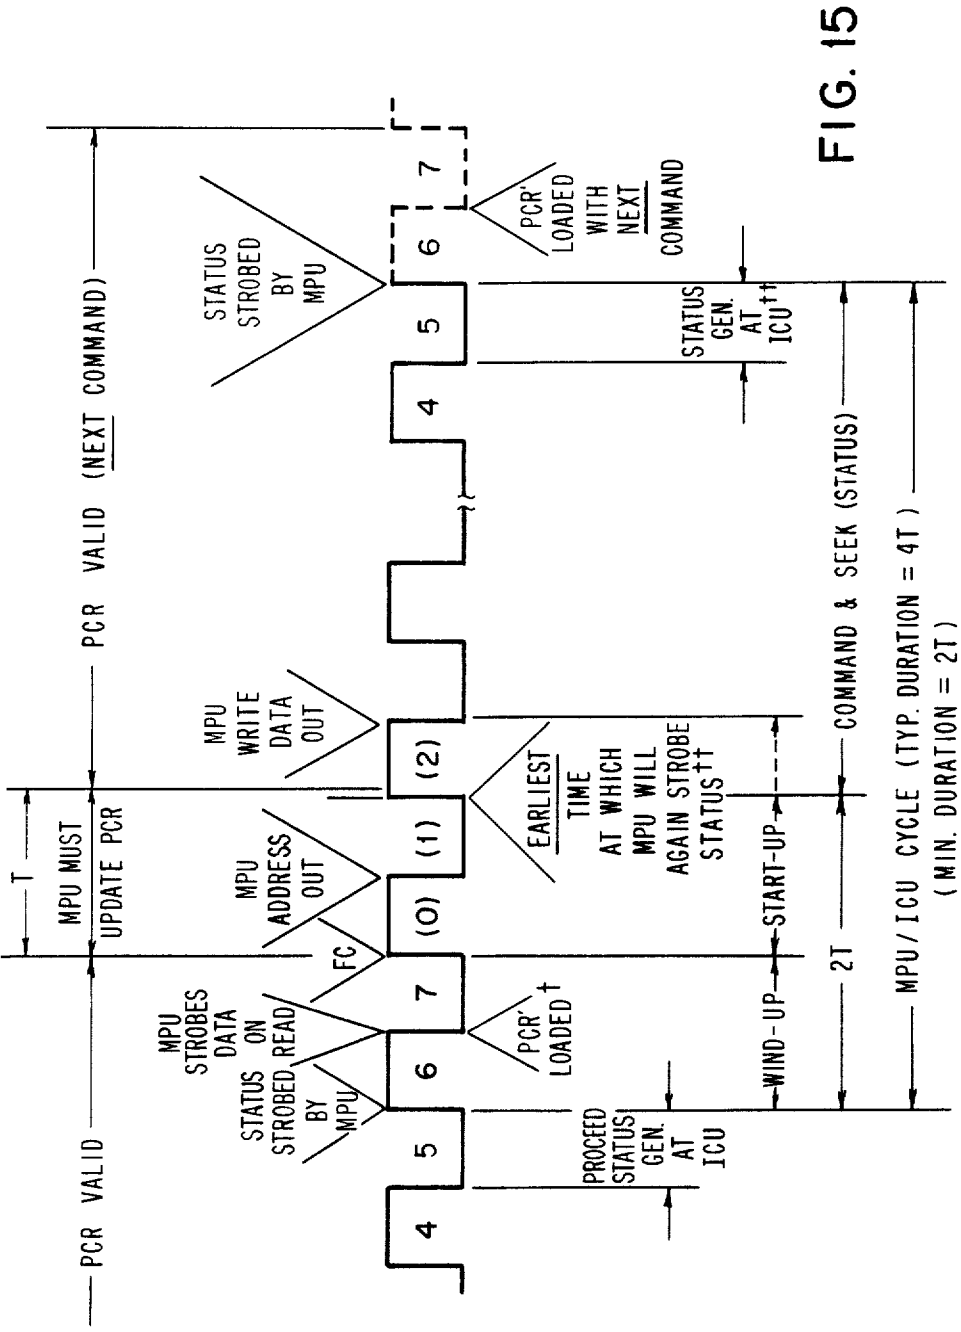 PCR VALID
T
MPU MUST
UPDATE PCR
PCR VALID (NEXT COMMAND)
STATUS
STROBED
BY
MPU
MPU
STROBES
DATA
ON
READ
FC
MPU
ADDRESS
OUT
MPU
WRITE
DATA
OUT
STATUS
STROBED
BY
MPU
4
5
6
7
(0)
(1)
(2)
4
5
6
7
PROCEED
STATUS
GEN.
AT
ICU
PCR'
LOADED†
EARLIEST
TIME
AT WHICH
MPU WILL
AGAIN STROBE
STATUS††
STATUS
GEN.
AT
ICU††
PCR'
LOADED
WITH
NEXT
COMMAND
WIND-UP
START-UP
2T
COMMAND & SEEK (STATUS)
MPU/ICU CYCLE (TYP. DURATION = 4T)
(MIN. DURATION = 2T)
FIG. 15